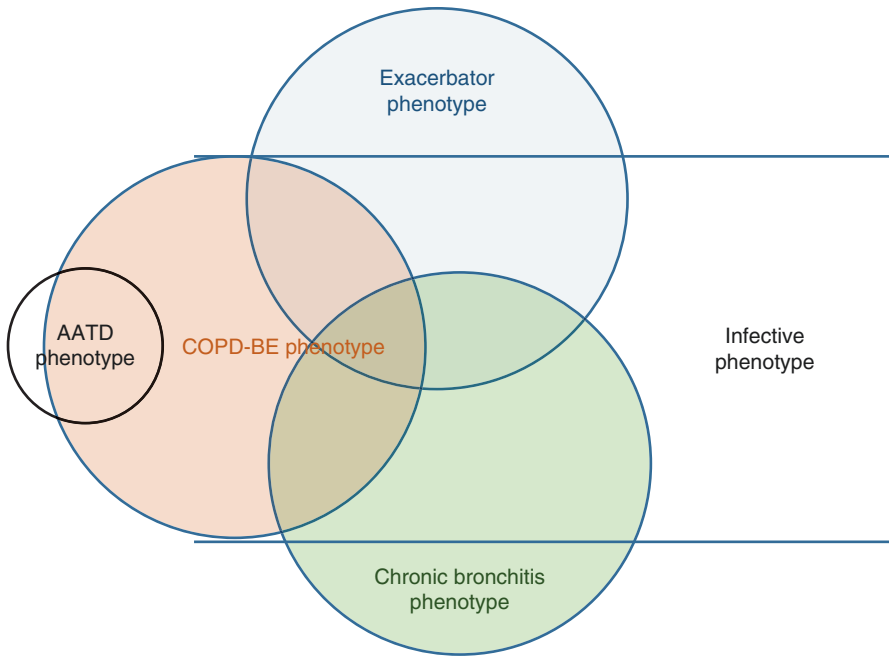 Exacerbator
phenotype
AATD
phenotype
COPD-BE phenotype
Infective
phenotype
Chronic bronchitis
phenotype